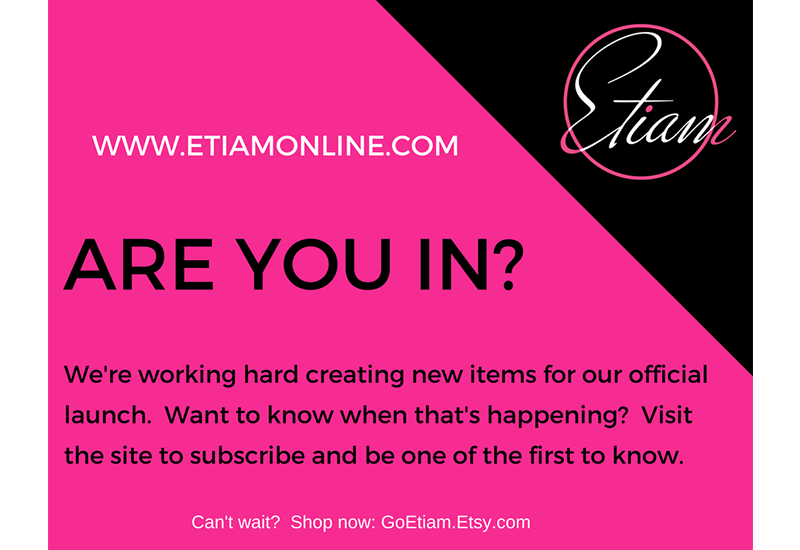 Etiam
WWW.ETIAMONLINE.COM
ARE YOU IN?
We're working hard creating new items for our official
launch.  Want to know when that's happening?  Visit
the site to subscribe and be one of the first to know.
Can't wait?  Shop now: GoEtiam.Etsy.com